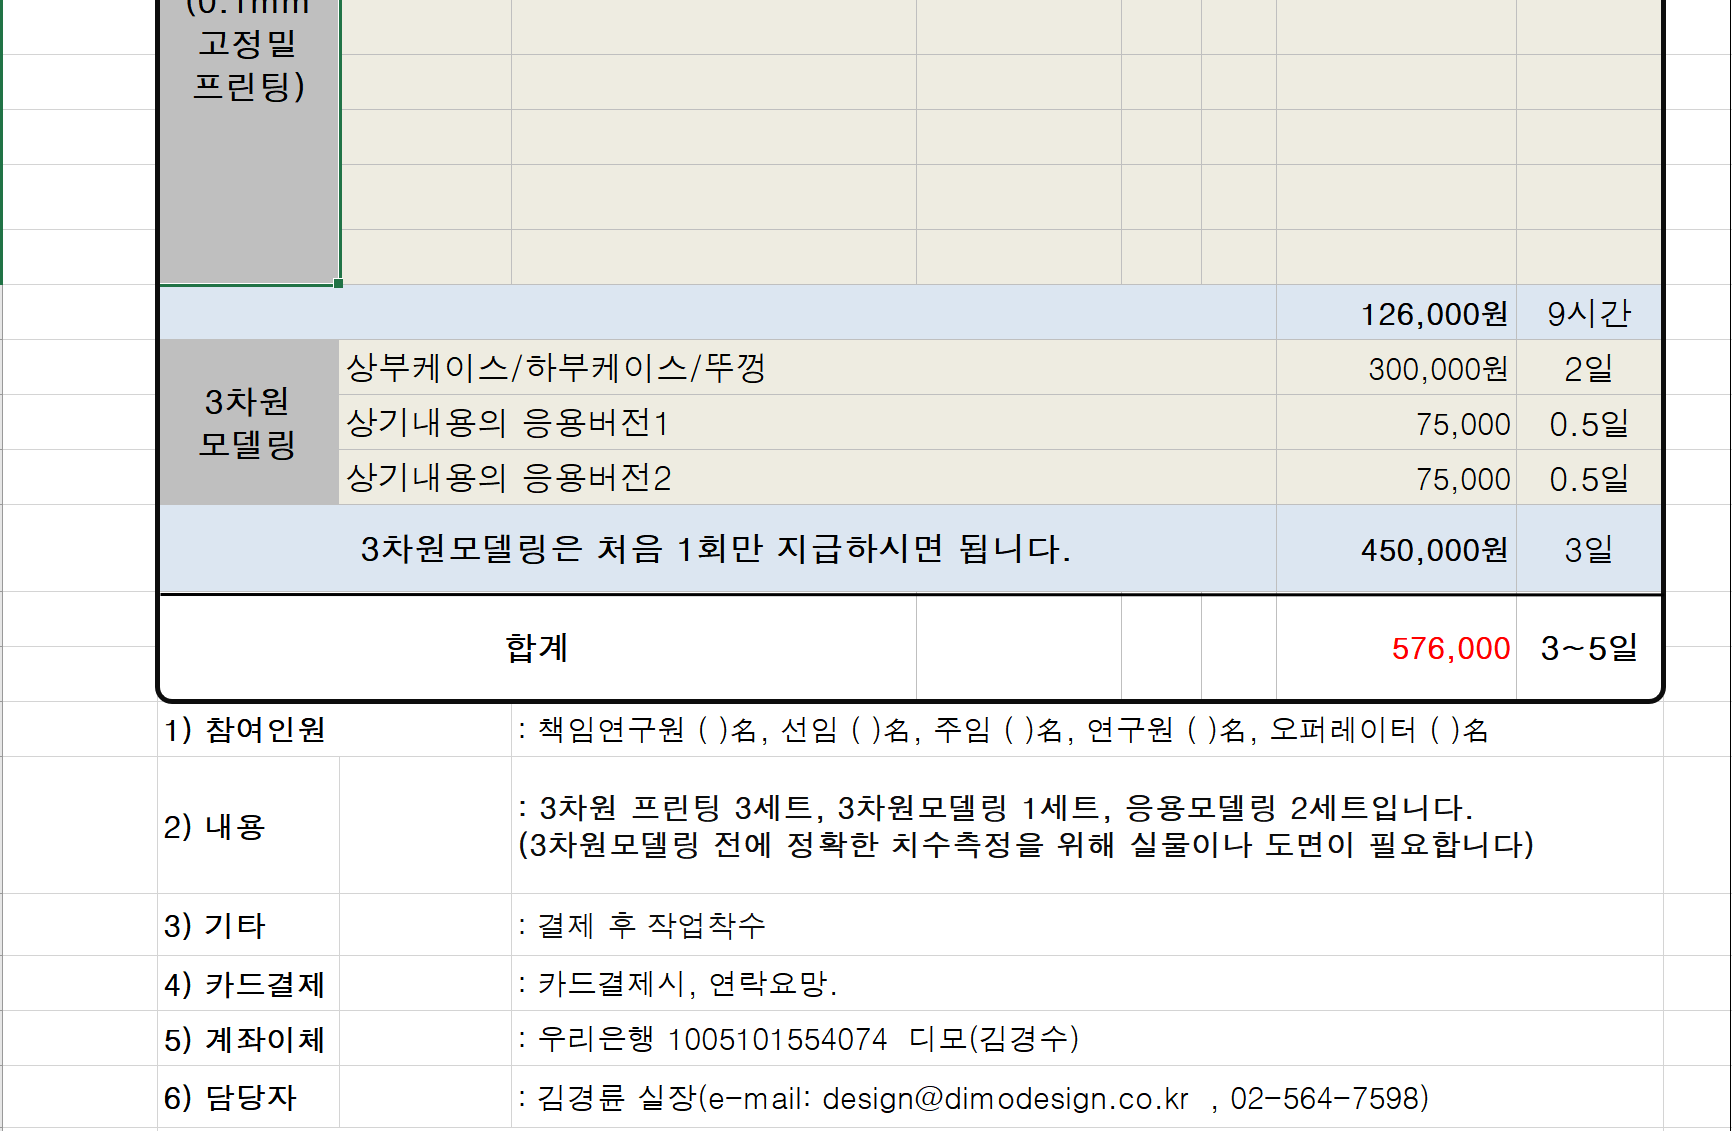 (0.1mm
고정밀
프린팅)
126,000원 9시간
3차원
모델링
상부케이스/하부케이스/뚜껑 300,000원 2일
상기내용의 응용버전1 75,000 0.5일
상기내용의 응용버전2 75,000 0.5일
3차원모델링은 처음 1회만 지급하시면 됩니다. 450,000원 3일
합계 576,000 3~5일
1) 참여인원 : 책임연구원 ( )名, 선임 ( )名, 주임 ( )名, 연구원 ( )名, 오퍼레이터 ( )名
2) 내용 : 3차원 프린팅 3세트, 3차원모델링 1세트, 응용모델링 2세트입니다.
(3차원모델링 전에 정확한 치수측정을 위해 실물이나 도면이 필요합니다)
3) 기타 : 결제 후 작업착수
4) 카드결제 : 카드결제시, 연락요망.
5) 계좌이체 : 우리은행 1005101554074 디모(김경수)
6) 담당자 : 김경륜 실장(e-mail: design@dimodesign.co.kr , 02-564-7598)